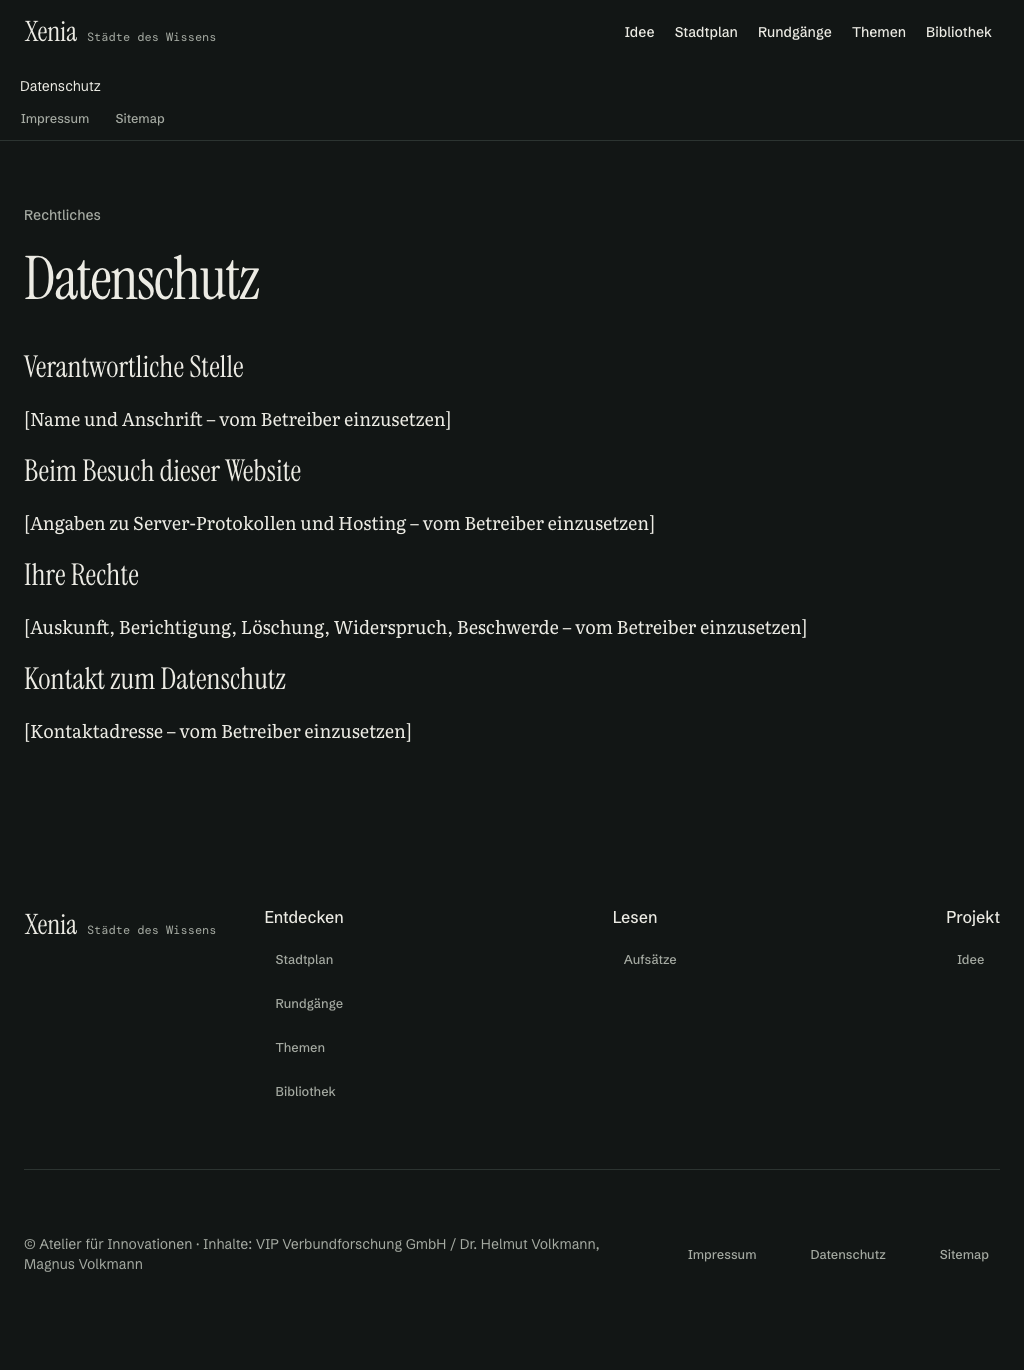 Xenia Städte des Wissens
Idee Stadtplan Rundgänge Themen Bibliothek
Datenschutz
Impressum Sitemap
Rechtliches
Datenschutz
Verantwortliche Stelle
[Name und Anschrift – vom Betreiber einzusetzen]
Beim Besuch dieser Website
[Angaben zu Server-Protokollen und Hosting – vom Betreiber einzusetzen]
Ihre Rechte
[Auskunft, Berichtigung, Löschung, Widerspruch, Beschwerde – vom Betreiber einzusetzen]
Kontakt zum Datenschutz
[Kontaktadresse – vom Betreiber einzusetzen]
Xenia Städte des Wissens
Entdecken
Stadtplan
Rundgänge
Themen
Bibliothek
Lesen
Aufsätze
Projekt
Idee
© Atelier für Innovationen · Inhalte: VIP Verbundforschung GmbH / Dr. Helmut Volkmann,
Magnus Volkmann
Impressum Datenschutz Sitemap